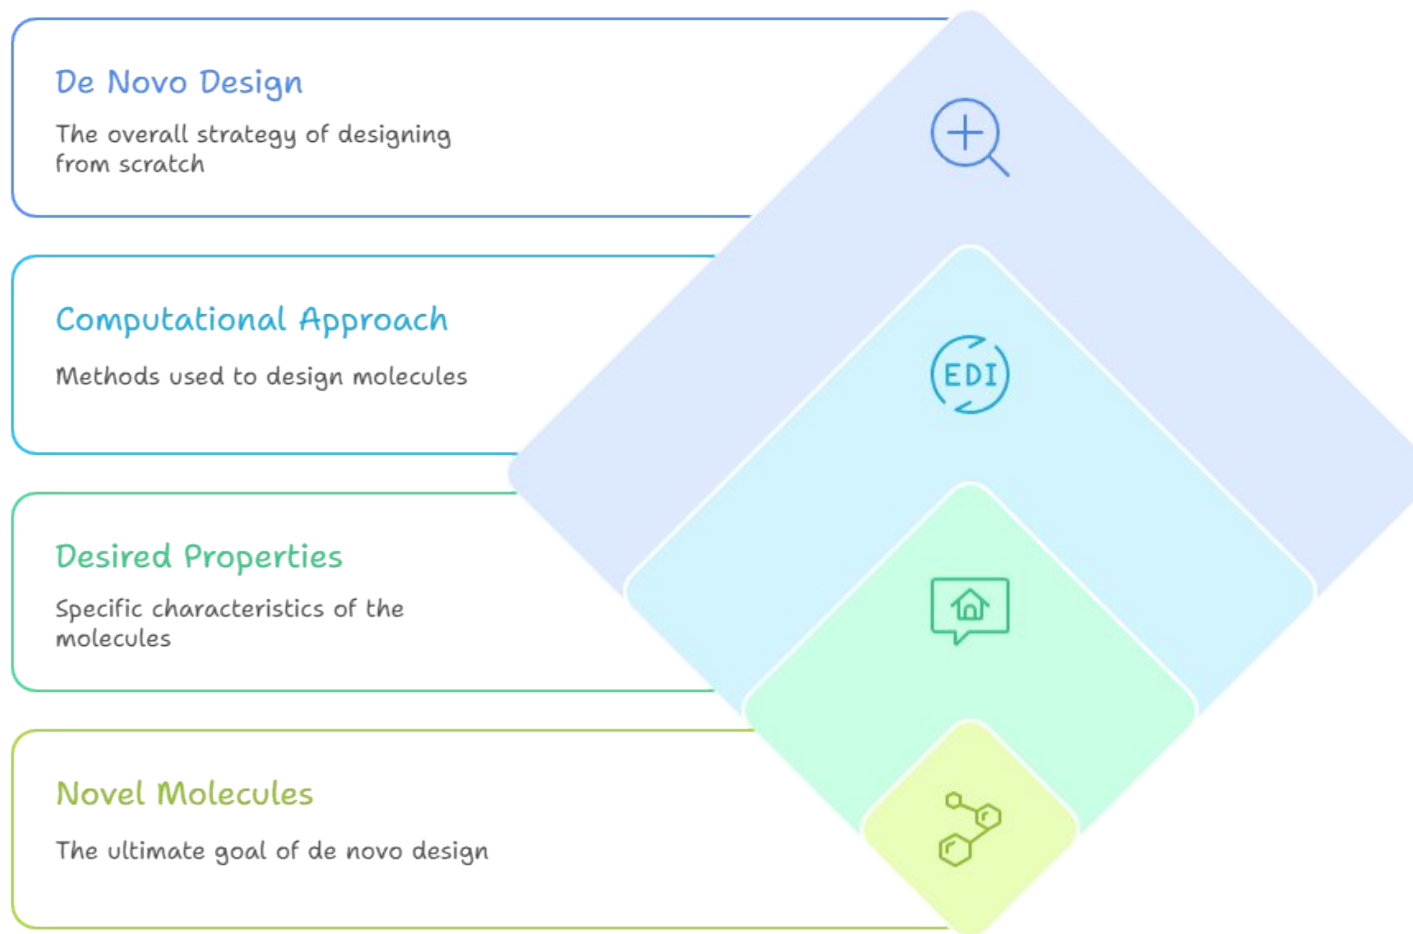 De Novo Design
The overall strategy of designing
from scratch
Computational Approach
Methods used to design molecules
EDI
Desired Properties
Specific characteristics of the
molecules
Novel Molecules
The ultimate goal of de novo design